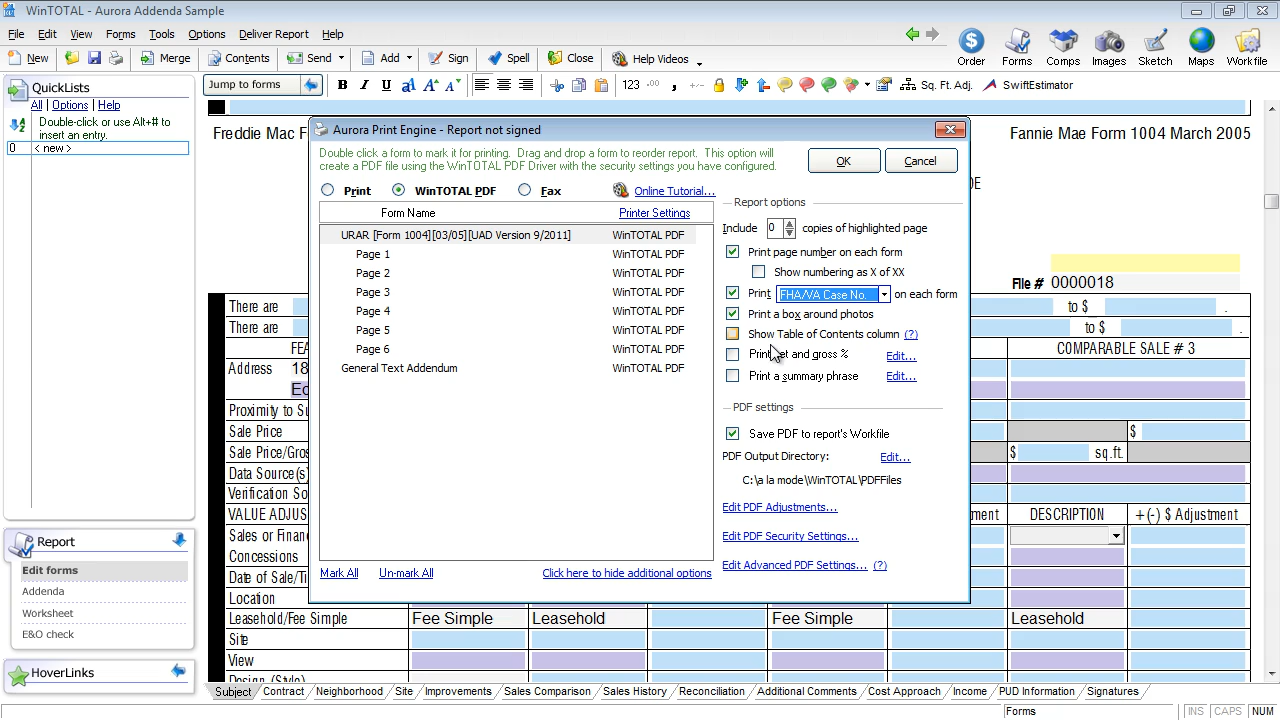 WinTOTAL - Aurora Addenda Sample
File Edit View Forms Tools Options Deliver Report Help
New Merge Contents Send Add Sign Spell Close Help Videos
Order Forms Comps Images Sketch Maps Workfile
QuickLists
All | Options | Help
Double-click or use Alt+# to
insert an entry.
0 < new >
Jump to forms B I U 123 Sq. Ft. Adj. SwiftEstimator
Freddie Mac F
Fannie Mae Form 1004 March 2005
DE
File # 0000018
Aurora Print Engine - Report not signed
Double click a form to mark it for printing. Drag and drop a form to reorder report. This option will
create a PDF file using the WinTOTAL PDF Driver with the security settings you have configured.
OK Cancel
Print WinTOTAL PDF Fax Online Tutorial...
Form Name Printer Settings
URAR [Form 1004][03/05][UAD Version 9/2011] WinTOTAL PDF
Page 1 WinTOTAL PDF
Page 2 WinTOTAL PDF
Page 3 WinTOTAL PDF
Page 4 WinTOTAL PDF
Page 5 WinTOTAL PDF
Page 6 WinTOTAL PDF
General Text Addendum WinTOTAL PDF
Mark All Un-mark All Click here to hide additional options
Report options
Include 0 copies of highlighted page
Print page number on each form
Show numbering as X of XX
Print FHA/VA Case No. on each form
Print a box around photos
Show Table of Contents column (?)
Print net and gross % Edit...
Print a summary phrase Edit...
PDF settings
Save PDF to report's Workfile
PDF Output Directory: Edit...
C:\a la mode\WinTOTAL\PDFFiles
Edit PDF Adjustments...
Edit PDF Security Settings...
Edit Advanced PDF Settings... (?)
There are to $ .
There are to $ .
FEA COMPARABLE SALE # 3
Address 18
Ec
Proximity to Su
Sale Price $
Sale Price/Gros $ sq.ft.
Data Source(s)
Verification So
VALUE ADJUS ment DESCRIPTION +(-) $ Adjustment
Sales or Finan
Concessions
Date of Sale/Ti
Location
Leasehold/Fee Simple Fee Simple Leasehold Fee Simple Leasehold
Site
View
Design (Style)
Report
Edit forms
Addenda
Worksheet
E&O check
HoverLinks
Subject Contract Neighborhood Site Improvements Sales Comparison Sales History Reconciliation Additional Comments Cost Approach Income PUD Information Signatures
Forms INS CAPS NUM